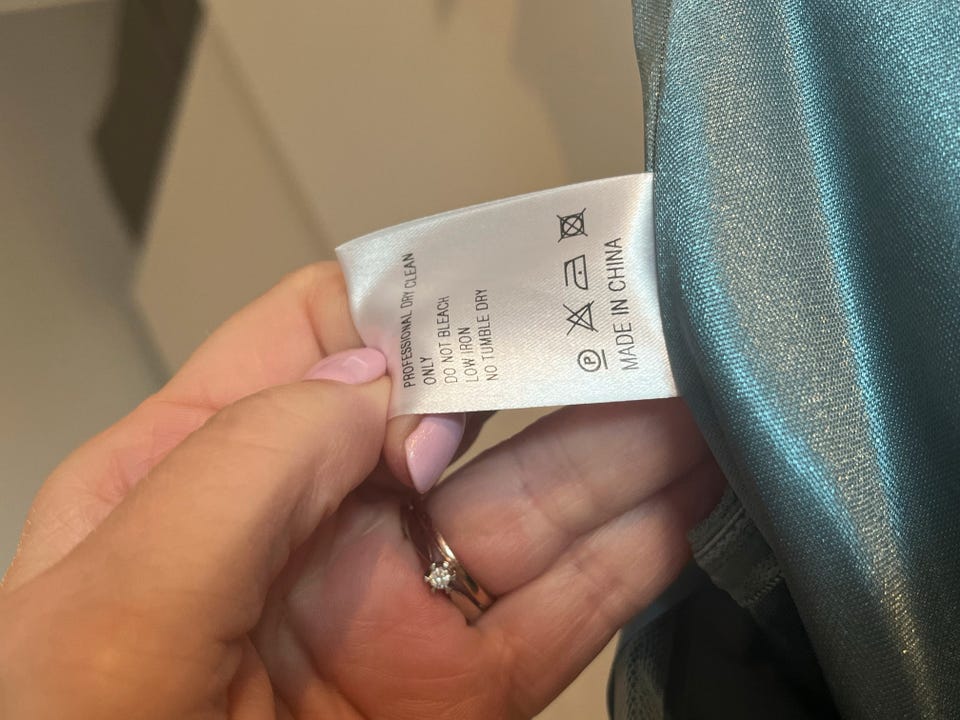 PROFESSIONAL DRY CLEAN
ONLY
DO NOT BLEACH
LOW IRON
NO TUMBLE DRY
P
MADE IN CHINA